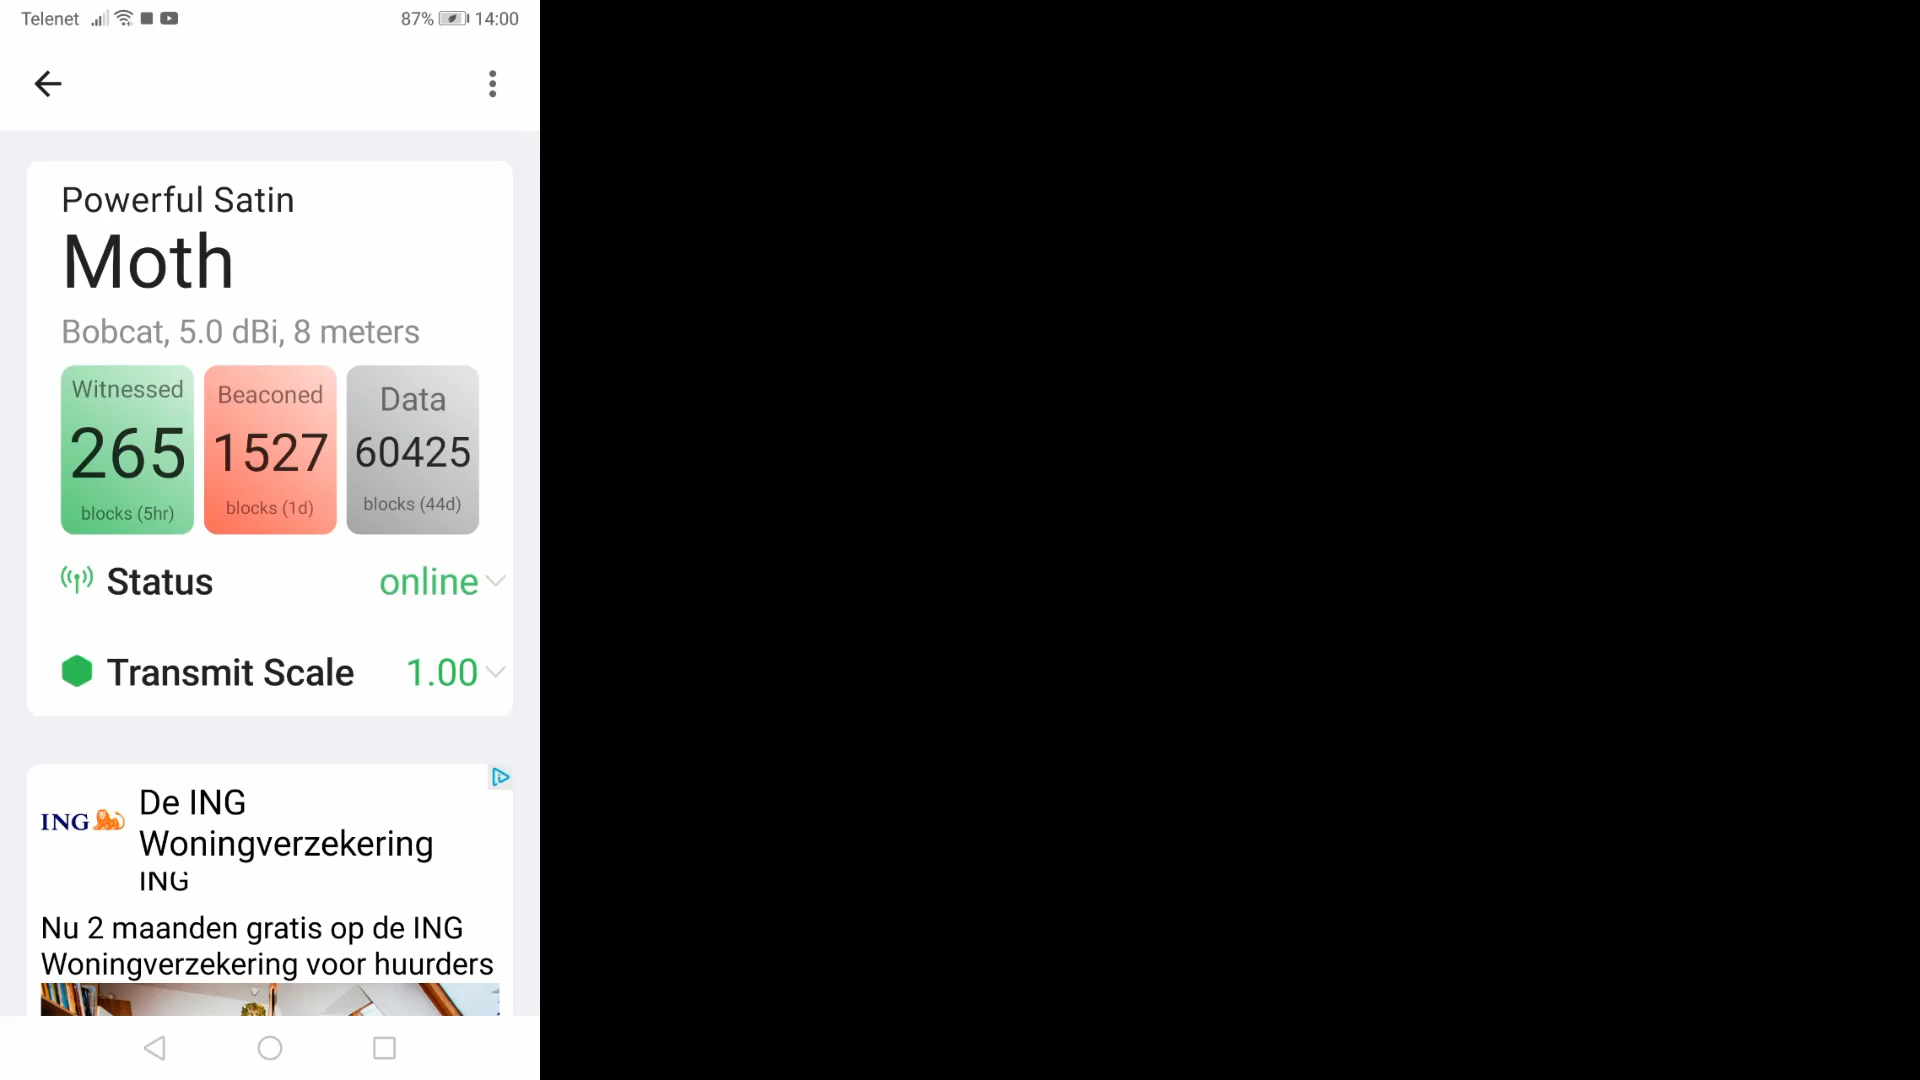 Telenet 87% 14:00
Powerful Satin
Moth
Bobcat, 5.0 dBi, 8 meters
Witnessed Beaconed Data
265 1527 60425
blocks (5hr) blocks (1d) blocks (44d)
Status online
Transmit Scale 1.00
ING De ING
Woningverzekering
ING
Nu 2 maanden gratis op de ING
Woningverzekering voor huurders